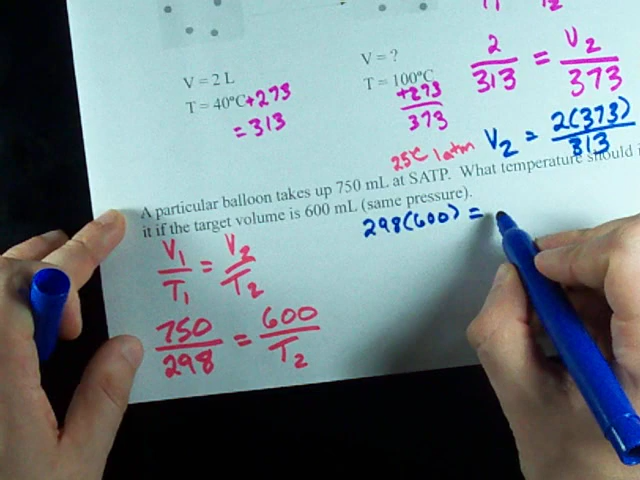 V = 2 L
T = 40°C +273
= 313
V = ?
T = 100°C
+273
373
2/313 = V2/373
V2 = 2(373)/313
25°C 1 atm
A particular balloon takes up 750 mL at SATP. What temperature should
it if the target volume is 600 mL (same pressure).
298(600) =
V1/T1 = V2/T2
750/298 = 600/T2